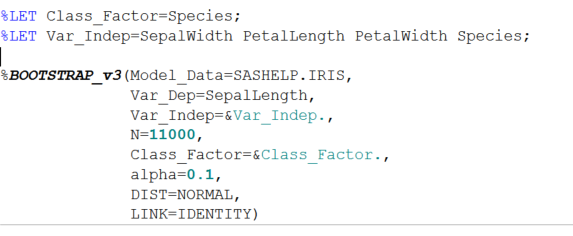 %LET Class_Factor=Species;
%LET Var_Indep=SepalWidth PetalLength PetalWidth Species;
%BOOTSTRAP_v3(Model_Data=SASHELP.IRIS,
Var_Dep=SepalLength,
Var_Indep=&Var_Indep.,
N=11000,
Class_Factor=&Class_Factor.,
alpha=0.1,
DIST=NORMAL,
LINK=IDENTITY)